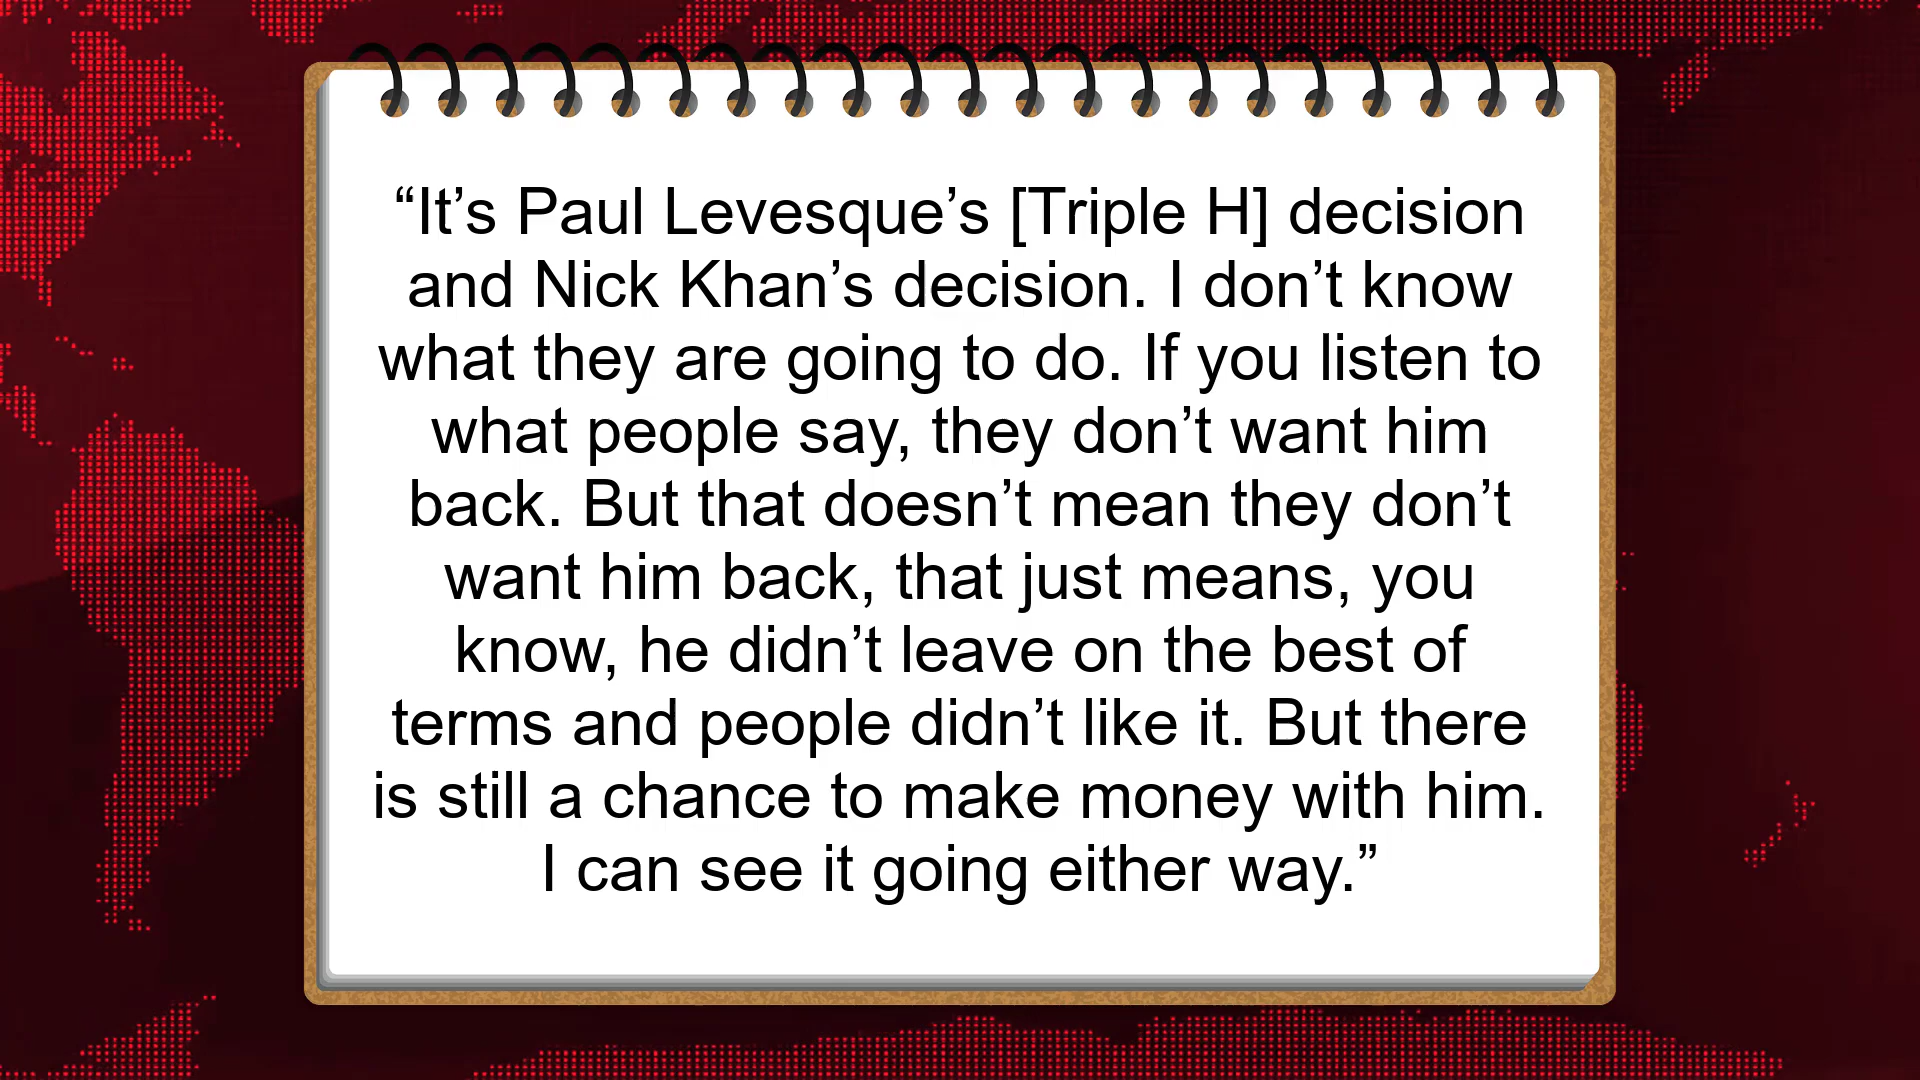 “It’s Paul Levesque’s [Triple H] decision
and Nick Khan’s decision. I don’t know
what they are going to do. If you listen to
what people say, they don’t want him
back. But that doesn’t mean they don’t
want him back, that just means, you
know, he didn’t leave on the best of
terms and people didn’t like it. But there
is still a chance to make money with him.
I can see it going either way.”